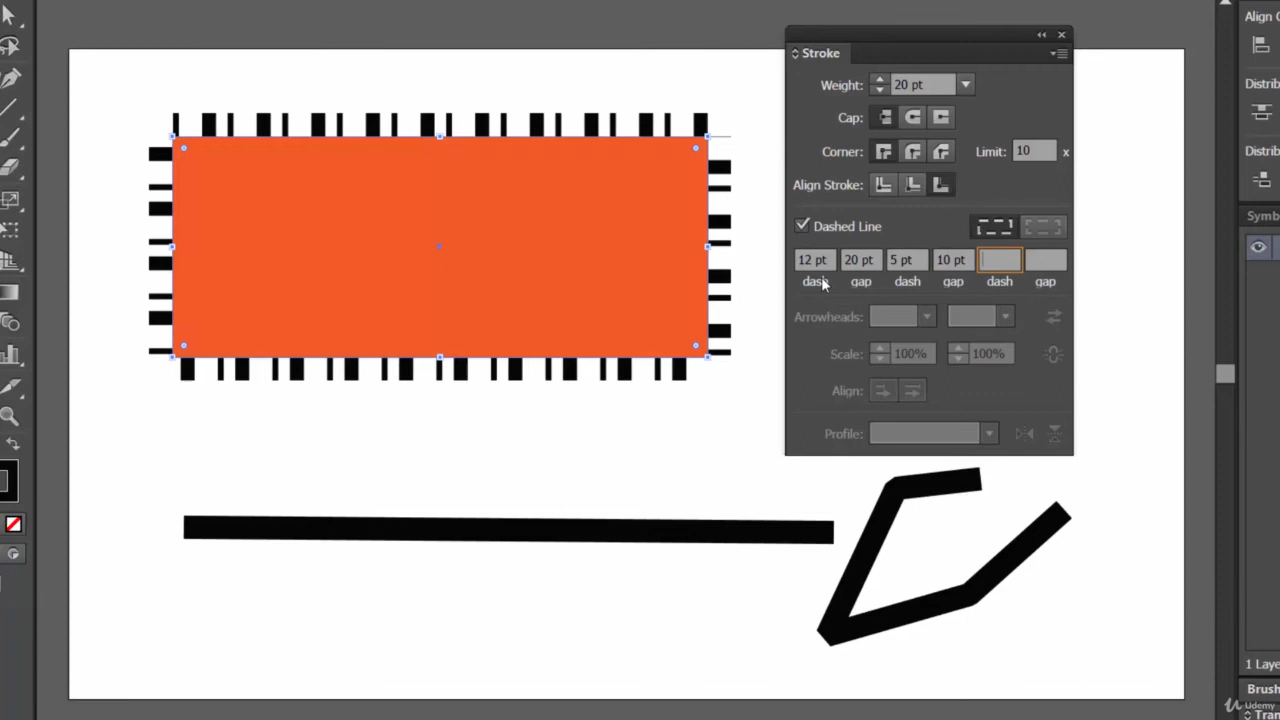 Align O
Stroke
Weight: 20 pt
Cap:
Corner: Limit: 10 x
Align Stroke:
Distrib
Distrib
Dashed Line
Symb
12 pt 20 pt 5 pt 10 pt
dash gap dash gap dash gap
Arrowheads:
Scale: 100% 100%
Align:
Profile:
1 Laye
Brush
Udemy
Tran